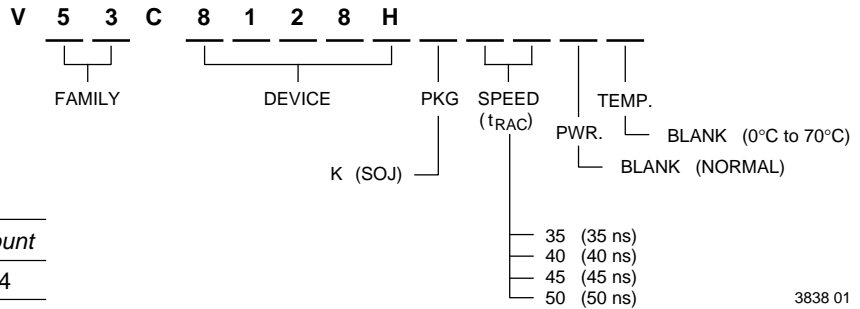 V 5 3 C 8 1 2 8 H
FAMILY DEVICE PKG SPEED TEMP.
(tRAC) PWR.
BLANK (0°C to 70°C)
K (SOJ) BLANK (NORMAL)
35 (35 ns)
40 (40 ns)
45 (45 ns)
50 (50 ns)
unt
4
3838 01